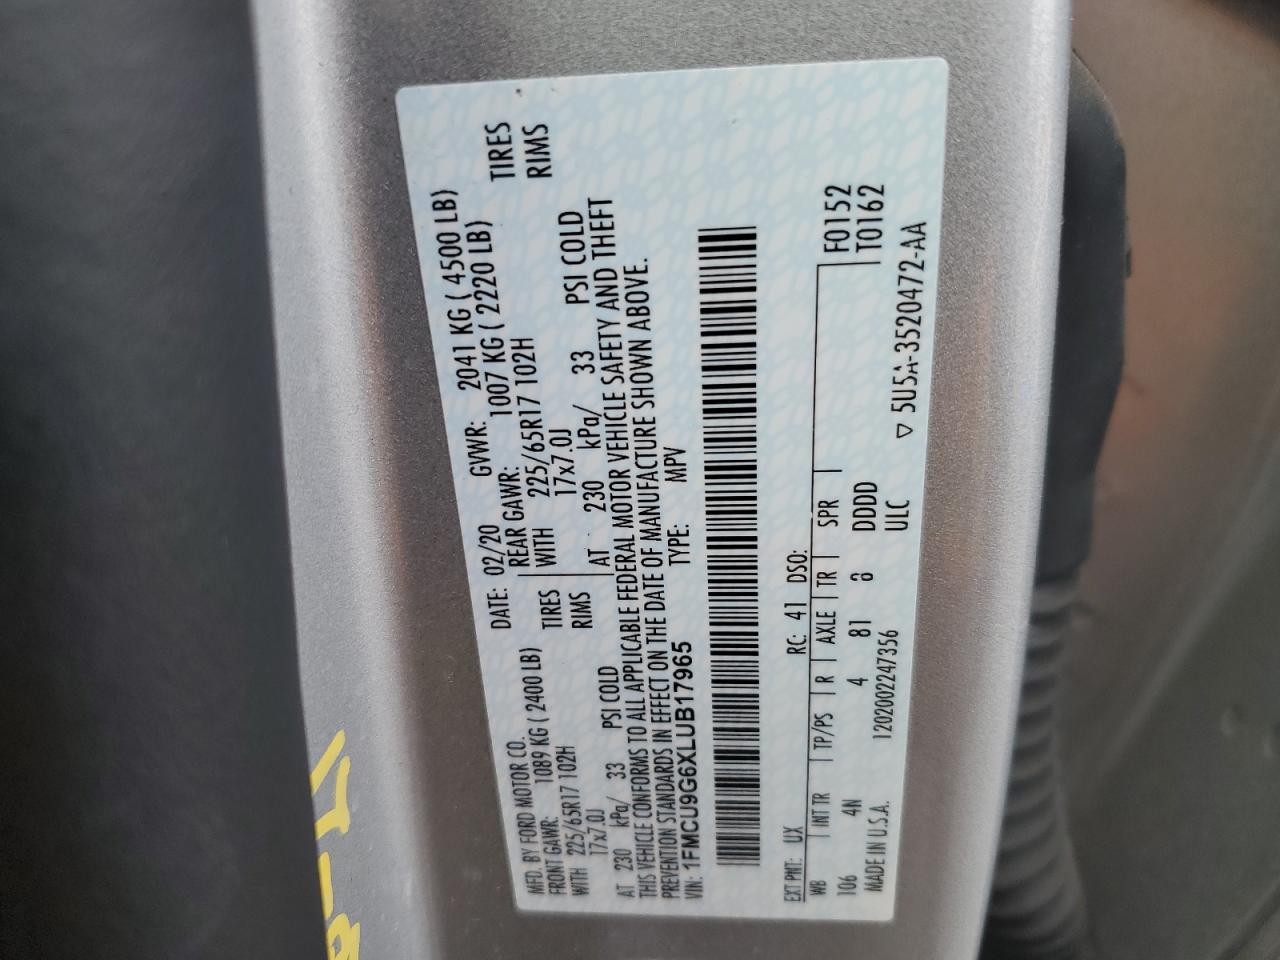 MFD. BY FORD MOTOR CO. DATE: 02/20 GVWR: 2041 KG ( 4500 LB)
FRONT GAWR: 1089 KG ( 2400 LB) REAR GAWR: 1007 KG ( 2220 LB)
WITH 225/65R17 102H TIRES WITH 225/65R17 102H TIRES
17x7.0J RIMS 17x7.0J RIMS
AT 230 kPa/ 33 PSI COLD AT 230 kPa/ 33 PSI COLD
THIS VEHICLE CONFORMS TO ALL APPLICABLE FEDERAL MOTOR VEHICLE SAFETY AND THEFT
PREVENTION STANDARDS IN EFFECT ON THE DATE OF MANUFACTURE SHOWN ABOVE.
VIN: 1FMCU9G6XLUB17965 TYPE: MPV
EXT PNT: UX RC: 41 DSO:
WB INT TR TP/PS R AXLE TR SPR F0152
106 4N 4 81 8 DDDD T0162
MADE IN U.S.A. 12020022473​56 ULC
▽ 5U5A-3520472-AA